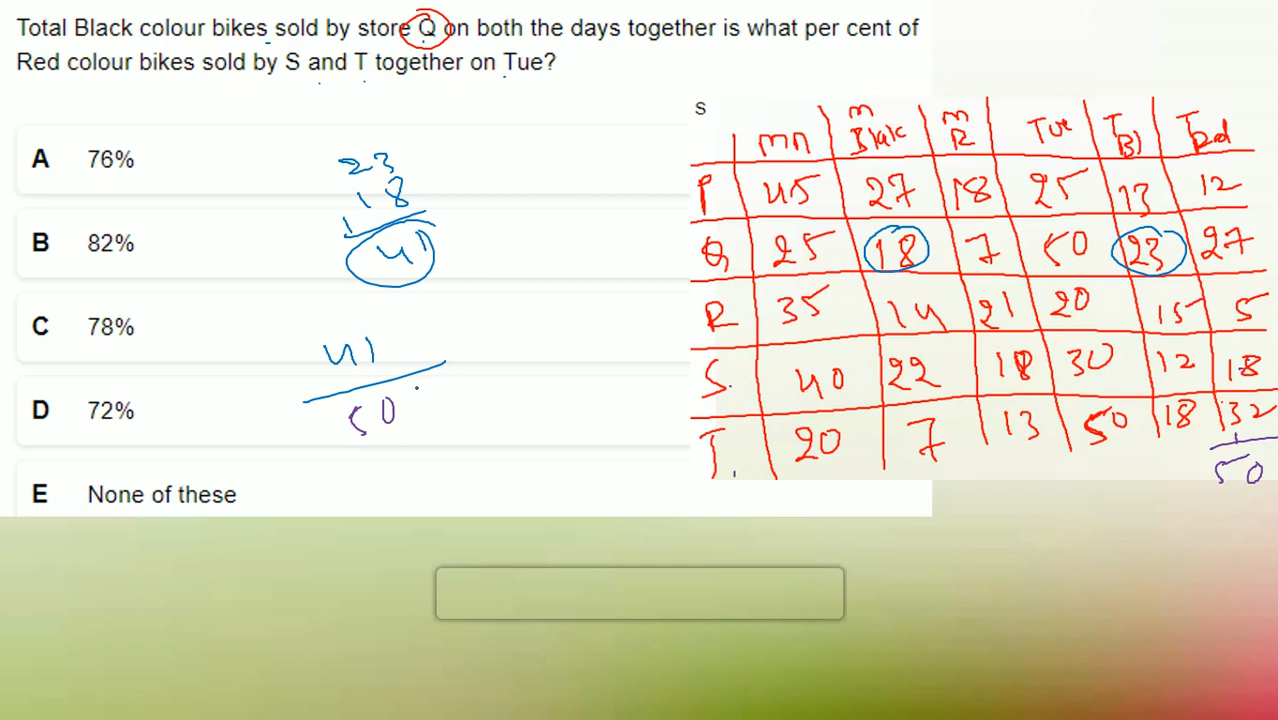 Total Black colour bikes sold by store Q on both the days together is what per cent of
Red colour bikes sold by S and T together on Tue?
A 76%
B 82%
C 78%
D 72%
E None of these
23
18
1
41
41
50
S
mn m Black m R Tue T Bl T Red
P 45 27 18 25 13 12
Q 25 18 7 50 23 27
R 35 14 21 20 15 5
S 40 22 18 30 12 18
T 20 7 13 50 18 32
50